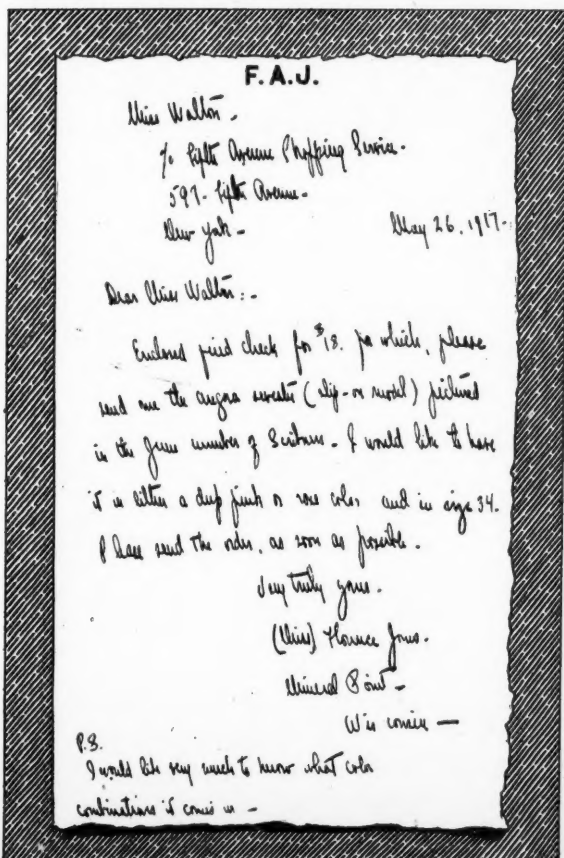 F.A.J.
Miss Walton -
℅ Fifth Avenue Shopping Service -
597 - Fifth Avenue -
New York -
May 26, 1917 -
Dear Miss Walton: -
Enclosed find check for $18. for which, please
send me the angora sweater (slip-on model) pictured
in the June number of Scribners - I would like to have
it in either a deep pink or rose color and in size 34.
Please send the order, as soon as possible.
Very truly yours.
(Miss) Florence Jones.
Mineral Point -
Wisconsin —
P.S.
I would like very much to know what color
combinations it comes in -